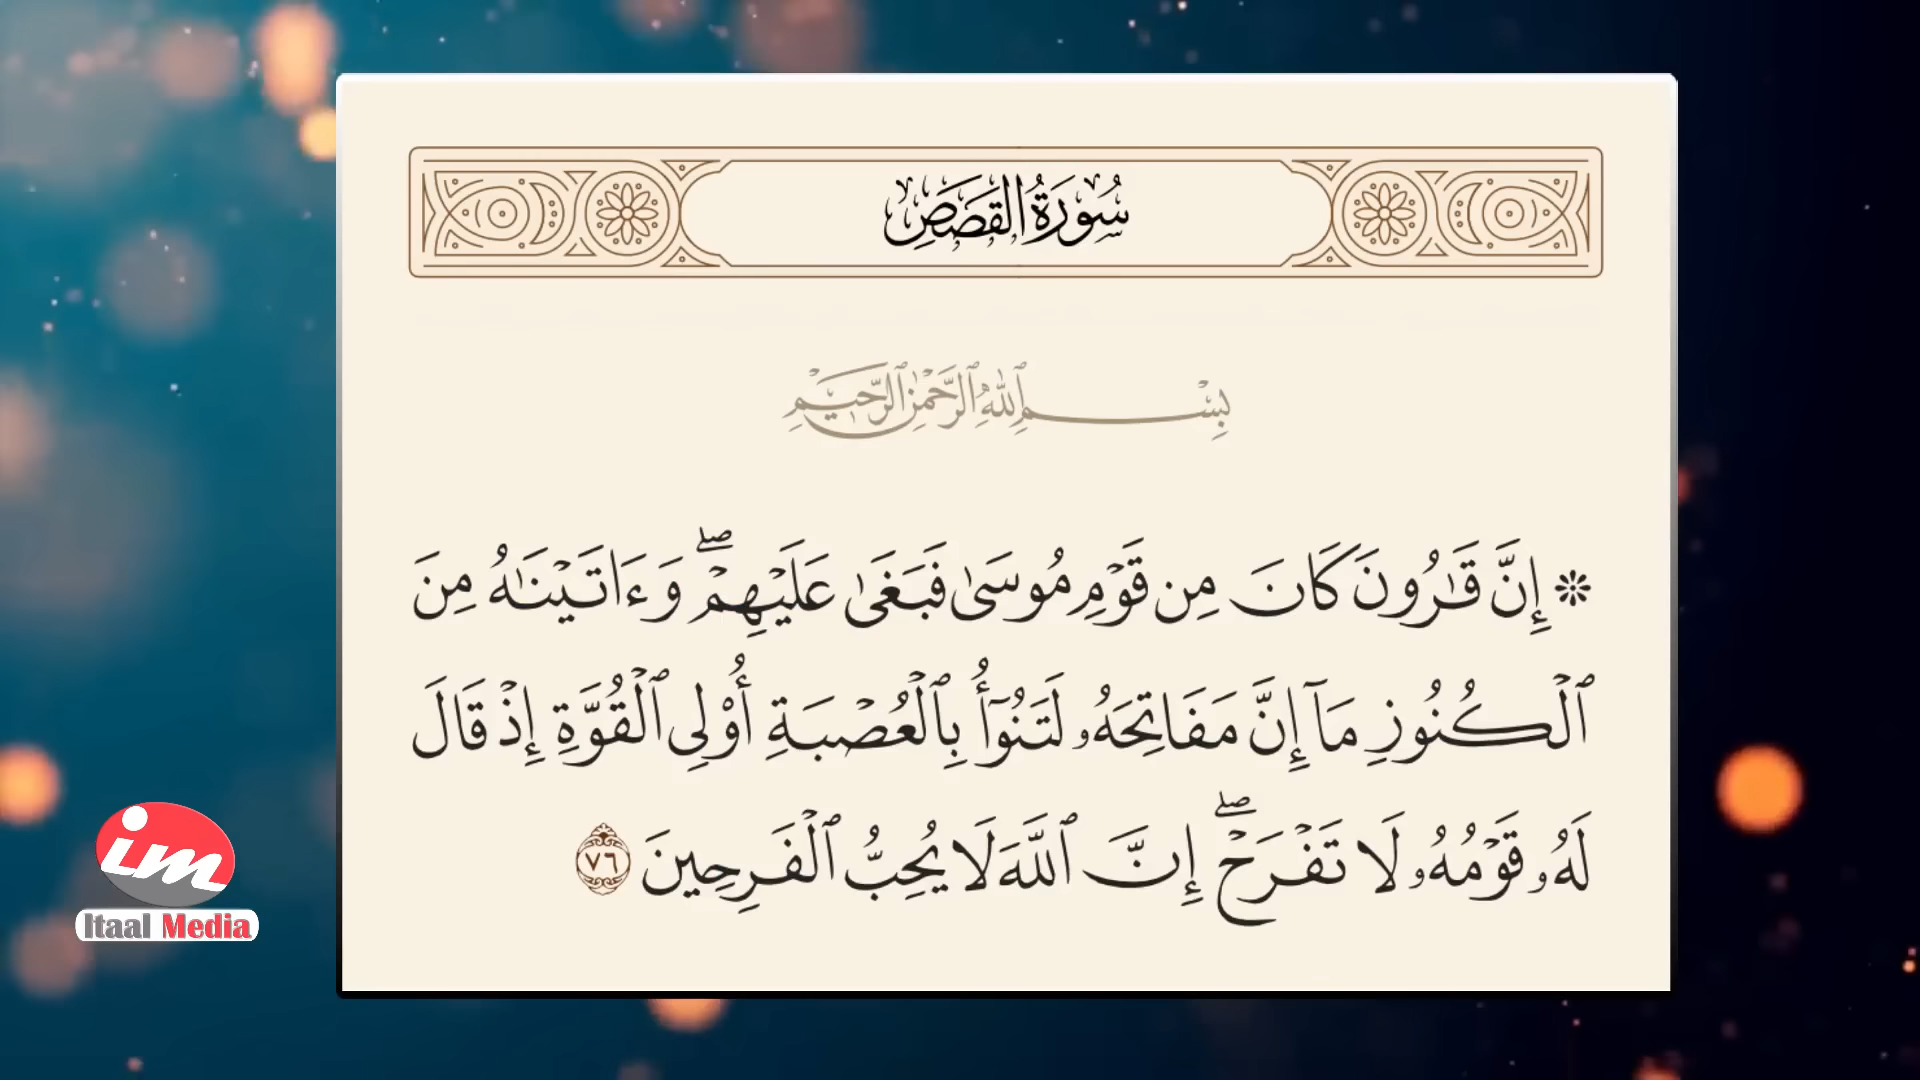 سُورَةُ القَصَصِ
بِسْمِ ٱللَّهِ ٱلرَّحْمَٰنِ ٱلرَّحِيمِ
۞ إِنَّ قَٰرُونَ كَانَ مِن قَوْمِ مُوسَىٰ فَبَغَىٰ عَلَيْهِمْۖ وَءَاتَيْنَٰهُ مِنَ
ٱلْكُنُوزِ مَآ إِنَّ مَفَاتِحَهُۥ لَتَنُوٓأُ بِٱلْعُصْبَةِ أُو۟لِى ٱلْقُوَّةِ إِذْ قَالَ
لَهُۥ قَوْمُهُۥ لَا تَفْرَحْۖ إِنَّ ٱللَّهَ لَا يُحِبُّ ٱلْفَرِحِينَ ٧٦
im
Itaal Media